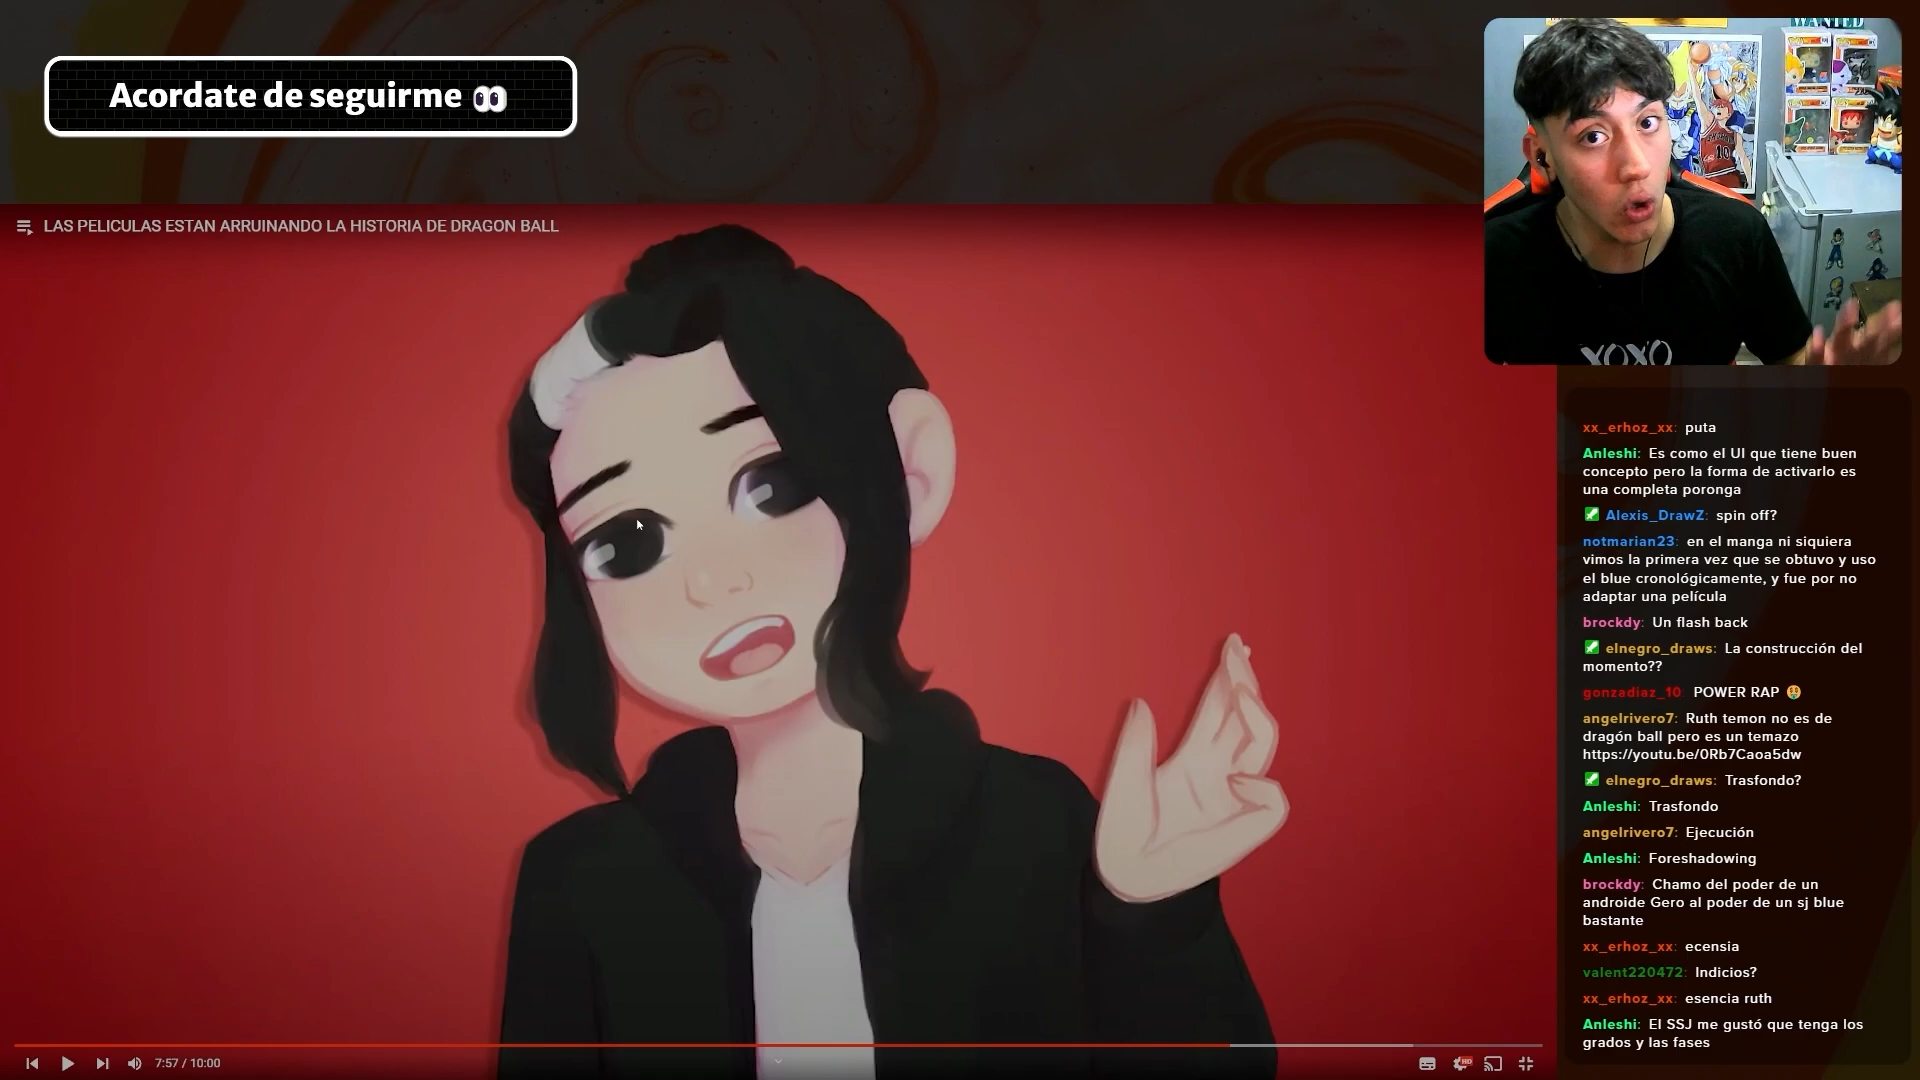 Acordate de seguirme 👀
WANTED
LAS PELICULAS ESTAN ARRUINANDO LA HISTORIA DE DRAGON BALL
10
XOXO
xx_erhoz_xx: puta
Anleshi: Es como el UI que tiene buen
concepto pero la forma de activarlo es
una completa poronga
Alexis_DrawZ: spin off?
notmarian23: en el manga ni siquiera
vimos la primera vez que se obtuvo y uso
el blue cronológicamente, y fue por no
adaptar una película
brockdy: Un flash back
elnegro_draws: La construcción del
momento??
gonzadiaz_10: POWER RAP 🤑
angelrivero7: Ruth temon no es de
dragón ball pero es un temazo
https://youtu.be/0Rb7Caoa5dw
elnegro_draws: Trasfondo?
Anleshi: Trasfondo
angelrivero7: Ejecución
Anleshi: Foreshadowing
brockdy: Chamo del poder de un
androide Gero al poder de un sj blue
bastante
xx_erhoz_xx: ecensia
valent220472: Indicios?
xx_erhoz_xx: esencia ruth
Anleshi: El SSJ me gustó que tenga los
grados y las fases
7:57 / 10:00
HD